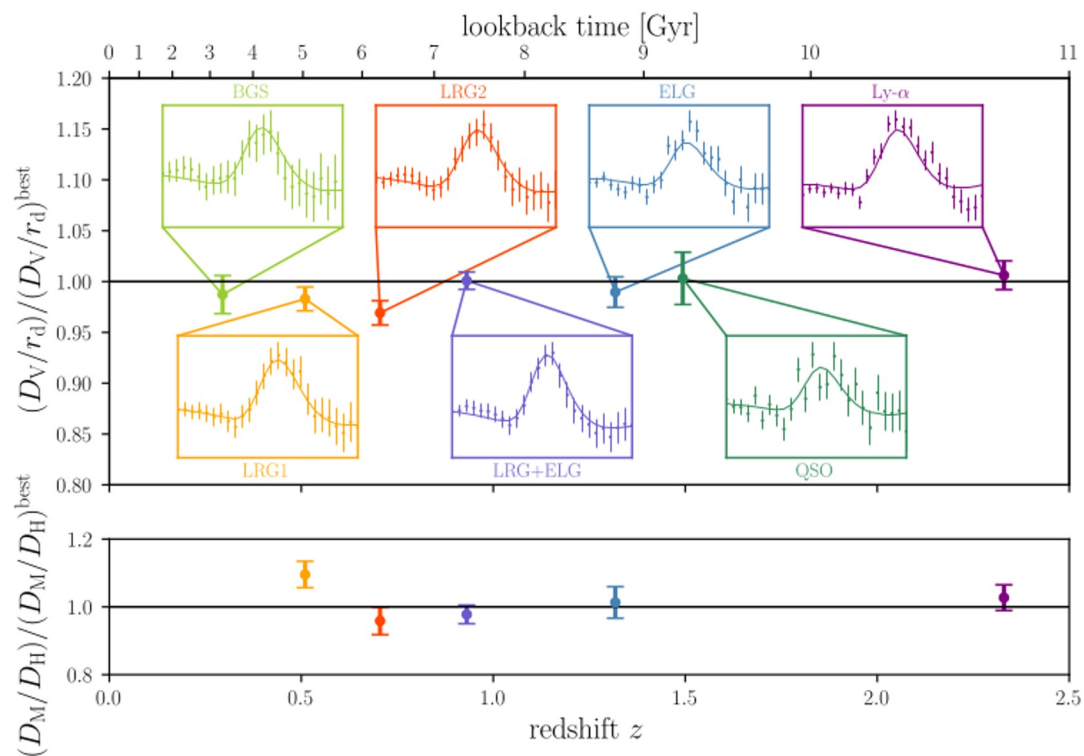 lookback time [Gyr]
0 1 2 3 4 5 6 7 8 9 10 11
1.20
1.15
1.10
1.05
1.00
0.95
0.90
0.85
0.80
(D_V/r_d)/(D_V/r_d)^best
BGS
LRG2
ELG
Ly-α
LRG1
LRG+ELG
QSO
1.2
1.0
0.8
(D_M/D_H)/(D_M/D_H)^best
0.0 0.5 1.0 1.5 2.0 2.5
redshift z